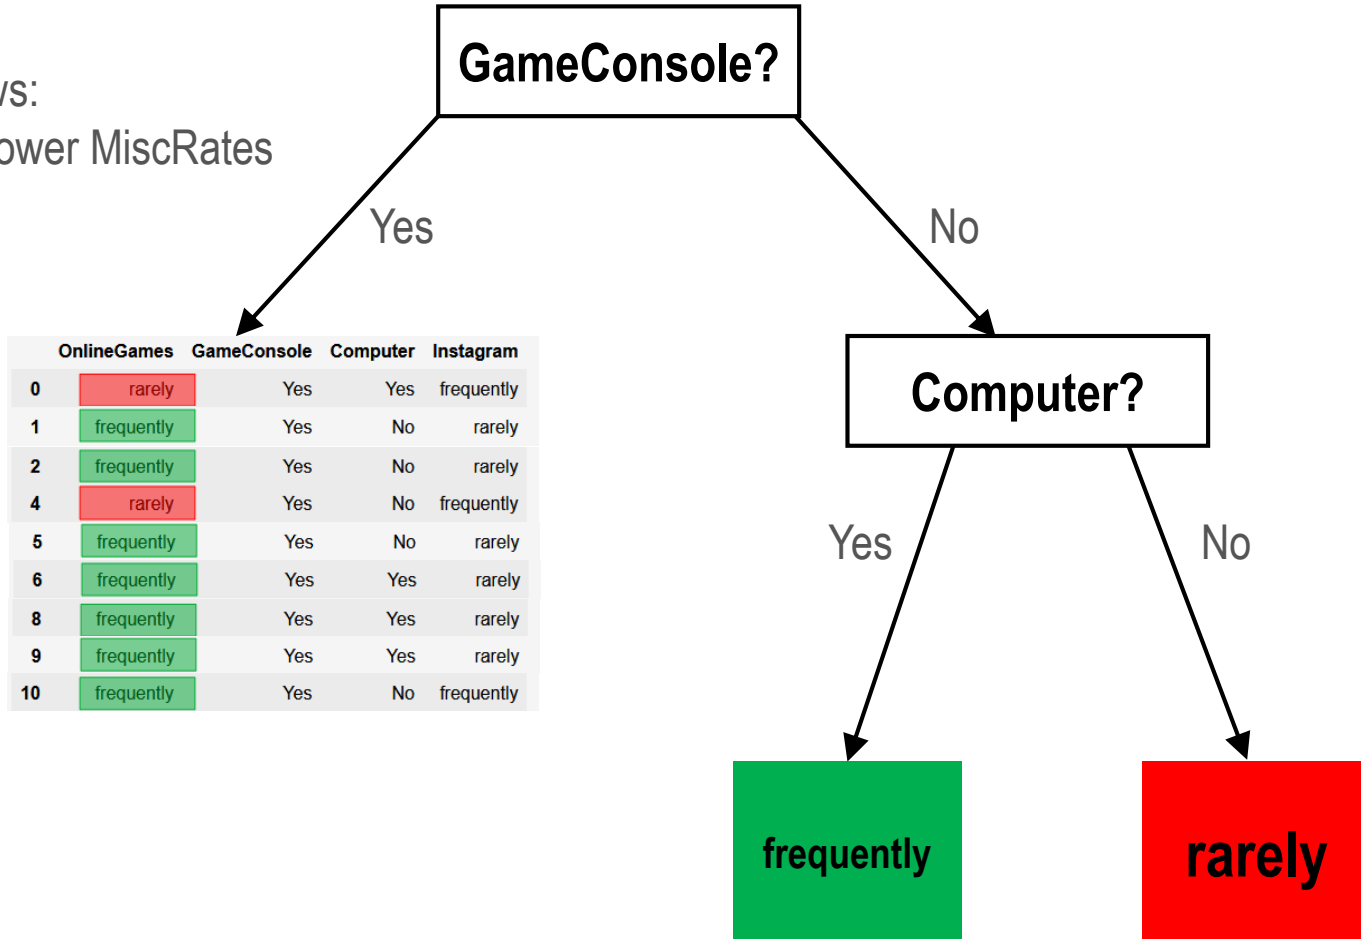 GameConsole?
ws:
ower MiscRates
Yes
No
OnlineGames GameConsole Computer Instagram
0 rarely Yes Yes frequently
1 frequently Yes No rarely
2 frequently Yes No rarely
4 rarely Yes No frequently
5 frequently Yes No rarely
6 frequently Yes Yes rarely
8 frequently Yes Yes rarely
9 frequently Yes Yes rarely
10 frequently Yes No frequently
Computer?
Yes
No
frequently
rarely